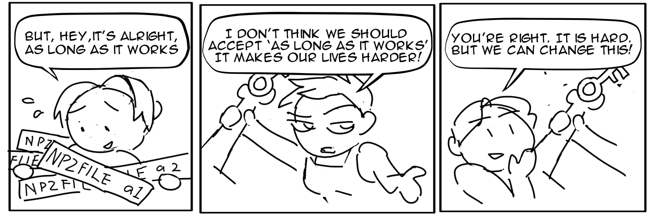 BUT, HEY, IT'S ALRIGHT,
AS LONG AS IT WORKS
NP2
FILE
NP2FILE a1
E a2
NP2FIL
I DON'T THINK WE SHOULD
ACCEPT 'AS LONG AS IT WORKS'
IT MAKES OUR LIVES HARDER!
YOU'RE RIGHT. IT IS HARD.
BUT WE CAN CHANGE THIS!